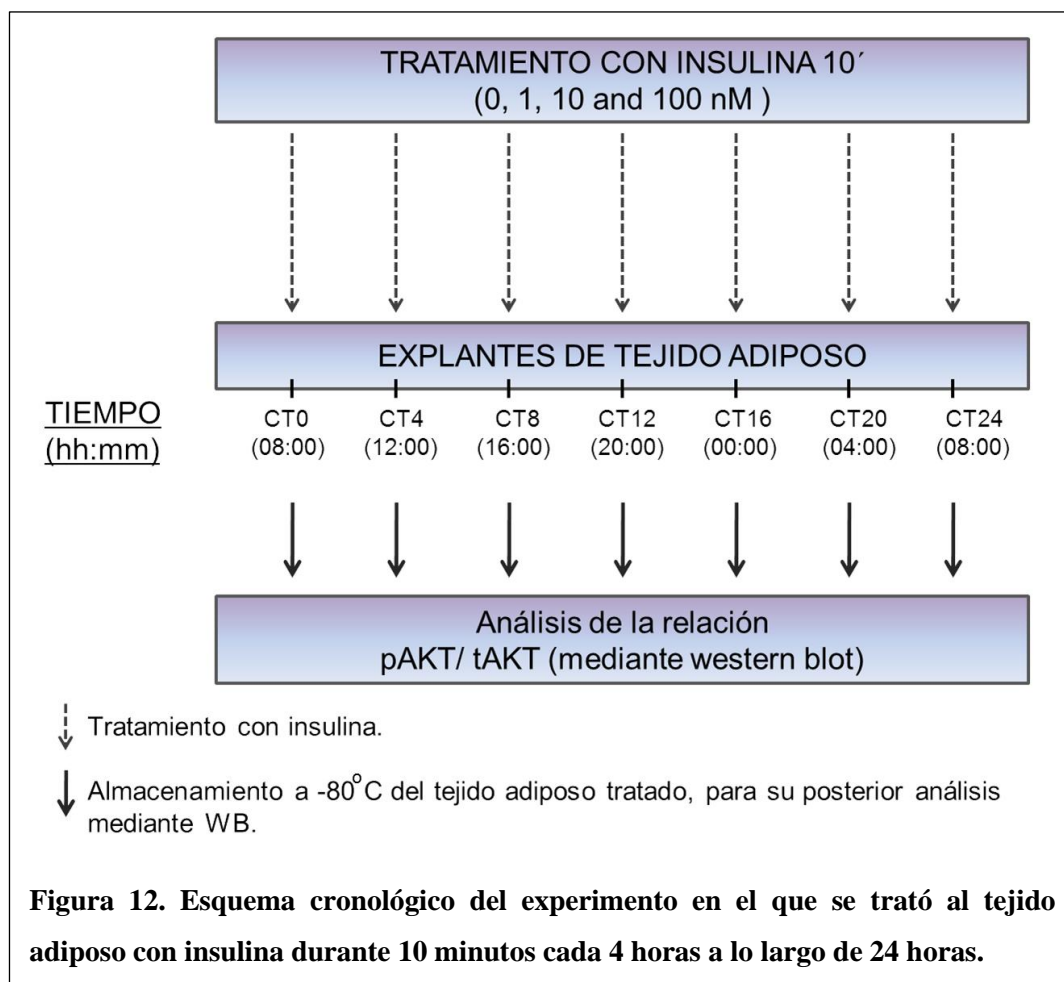 TRATAMIENTO CON INSULINA 10´
(0, 1, 10 and 100 nM )
EXPLANTES DE TEJIDO ADIPOSO
TIEMPO
(hh:mm)
CT0 CT4 CT8 CT12 CT16 CT20 CT24
(08:00) (12:00) (16:00) (20:00) (00:00) (04:00) (08:00)
Análisis de la relación
pAKT/ tAKT (mediante western blot)
Tratamiento con insulina.
Almacenamiento a -80°C del tejido adiposo tratado, para su posterior análisis
mediante WB.
Figura 12. Esquema cronológico del experimento en el que se trató al tejido
adiposo con insulina durante 10 minutos cada 4 horas a lo largo de 24 horas.